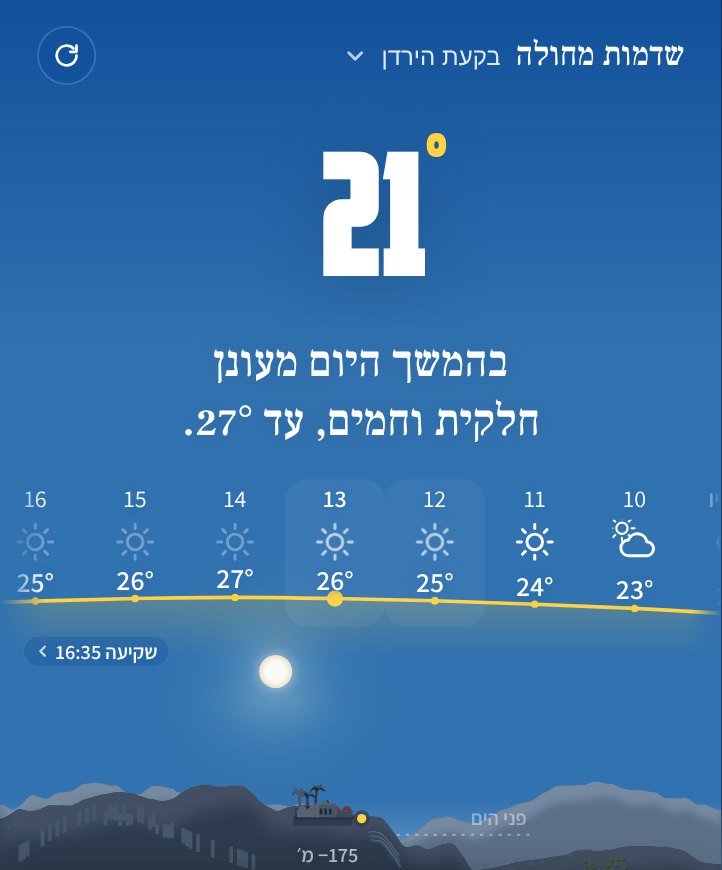 שדמות מחולה בקעת הירדן
21°
בהמשך היום מעונן
חלקית וחמים, עד 27°.
10 11 12 13 14 15 16
23° 24° 25° 26° 27° 26° 25°
שקיעה 16:35
פני הים
−175 מ׳